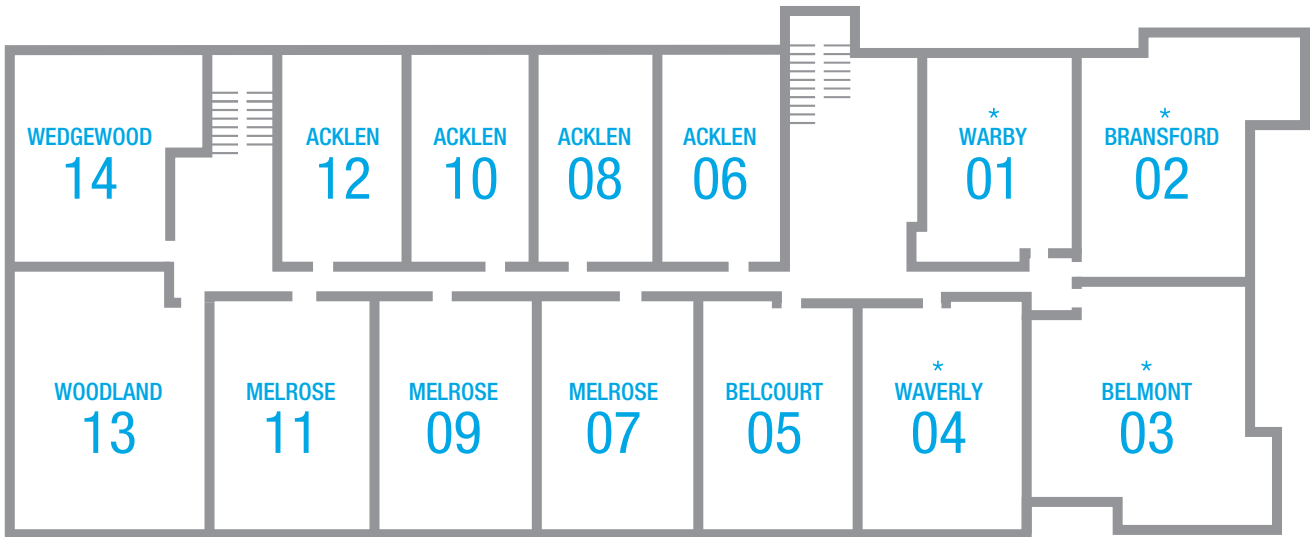 WEDGEWOOD
14
ACKLEN
12
ACKLEN
10
ACKLEN
08
ACKLEN
06
*
WARBY
01
*
BRANSFORD
02
WOODLAND
13
MELROSE
11
MELROSE
09
MELROSE
07
BELCOURT
05
*
WAVERLY
04
*
BELMONT
03